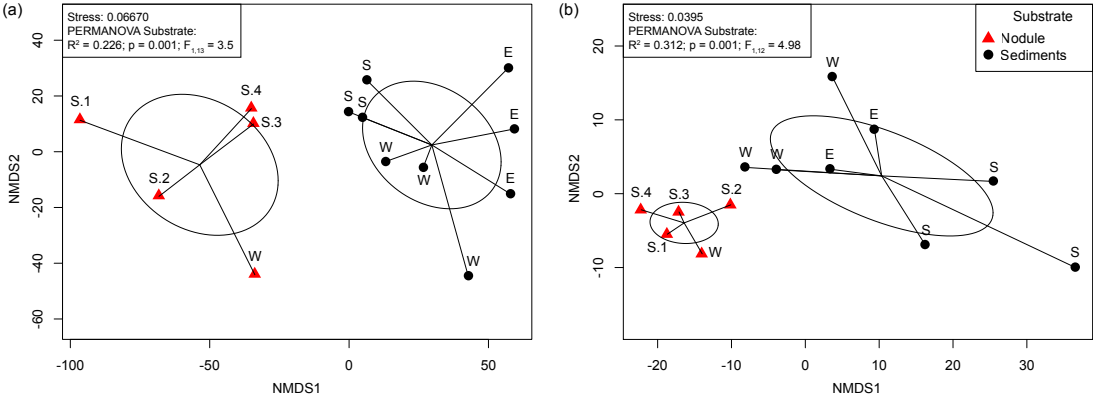 (a)
Stress: 0.06670
PERMANOVA Substrate:
R² = 0.226; p = 0.001; F₁,₁₃ = 3.5
40
20
0
-20
-40
-60
NMDS2
S.1
S.4
S.3
S.2
W
S
S
S
E
E
W
W
E
W
-100
-50
0
50
NMDS1
(b)
Stress: 0.0395
PERMANOVA Substrate:
R² = 0.312; p = 0.001; F₁,₁₂ = 4.98
Substrate
Nodule
Sediments
20
10
0
-10
NMDS2
W
E
W
W
E
S
S.4
S.3
S.2
S.1
W
S
S
-20
-10
0
10
20
30
NMDS1